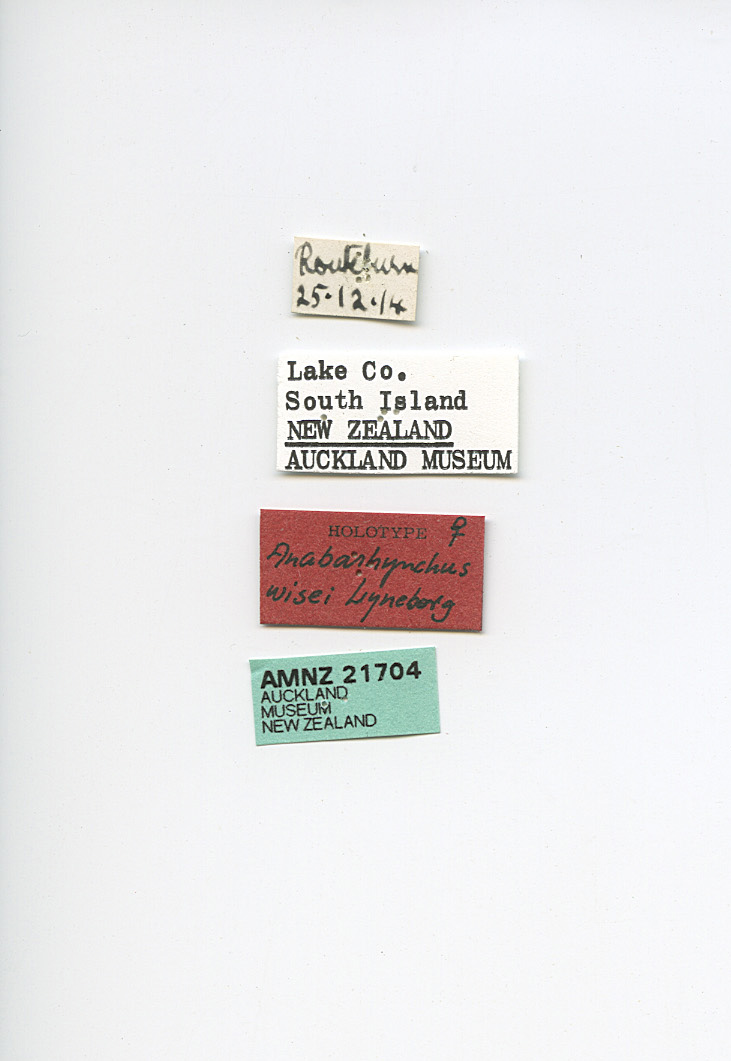 Routeburn
25.12.14
Lake Co.
South Island
NEW ZEALAND
AUCKLAND MUSEUM
HOLOTYPE ♀
Anabarhynchus
wisei Lyneborg
AMNZ 21704
AUCKLAND
MUSEUM
NEW ZEALAND